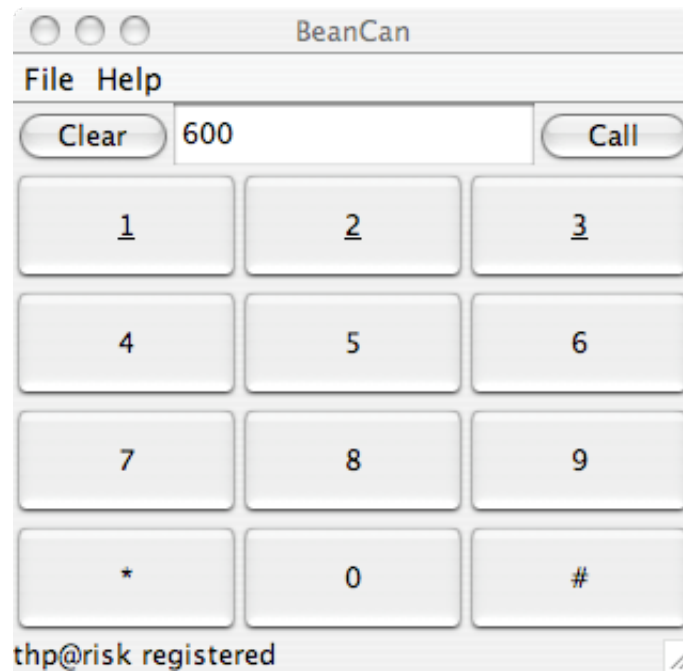 BeanCan
File Help
Clear 600 Call
1 2 3
4 5 6
7 8 9
* 0 #
thp@risk registered